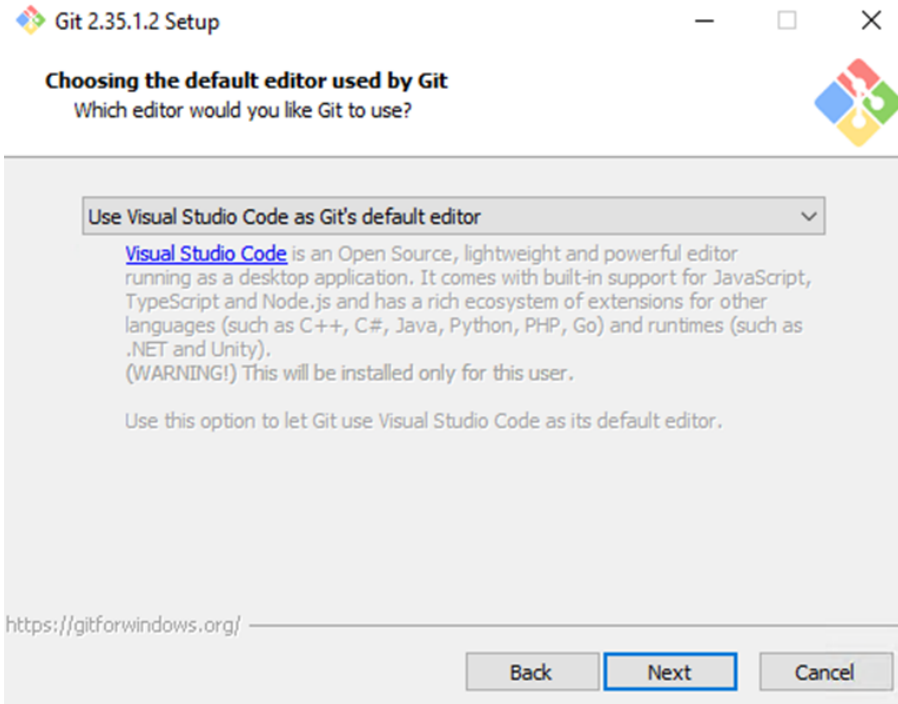 Git 2.35.1.2 Setup
Choosing the default editor used by Git
Which editor would you like Git to use?
Use Visual Studio Code as Git's default editor
Visual Studio Code is an Open Source, lightweight and powerful editor
running as a desktop application. It comes with built-in support for JavaScript,
TypeScript and Node.js and has a rich ecosystem of extensions for other
languages (such as C++, C#, Java, Python, PHP, Go) and runtimes (such as
.NET and Unity).
(WARNING!) This will be installed only for this user.
Use this option to let Git use Visual Studio Code as its default editor.
https://gitforwindows.org/
Back Next Cancel